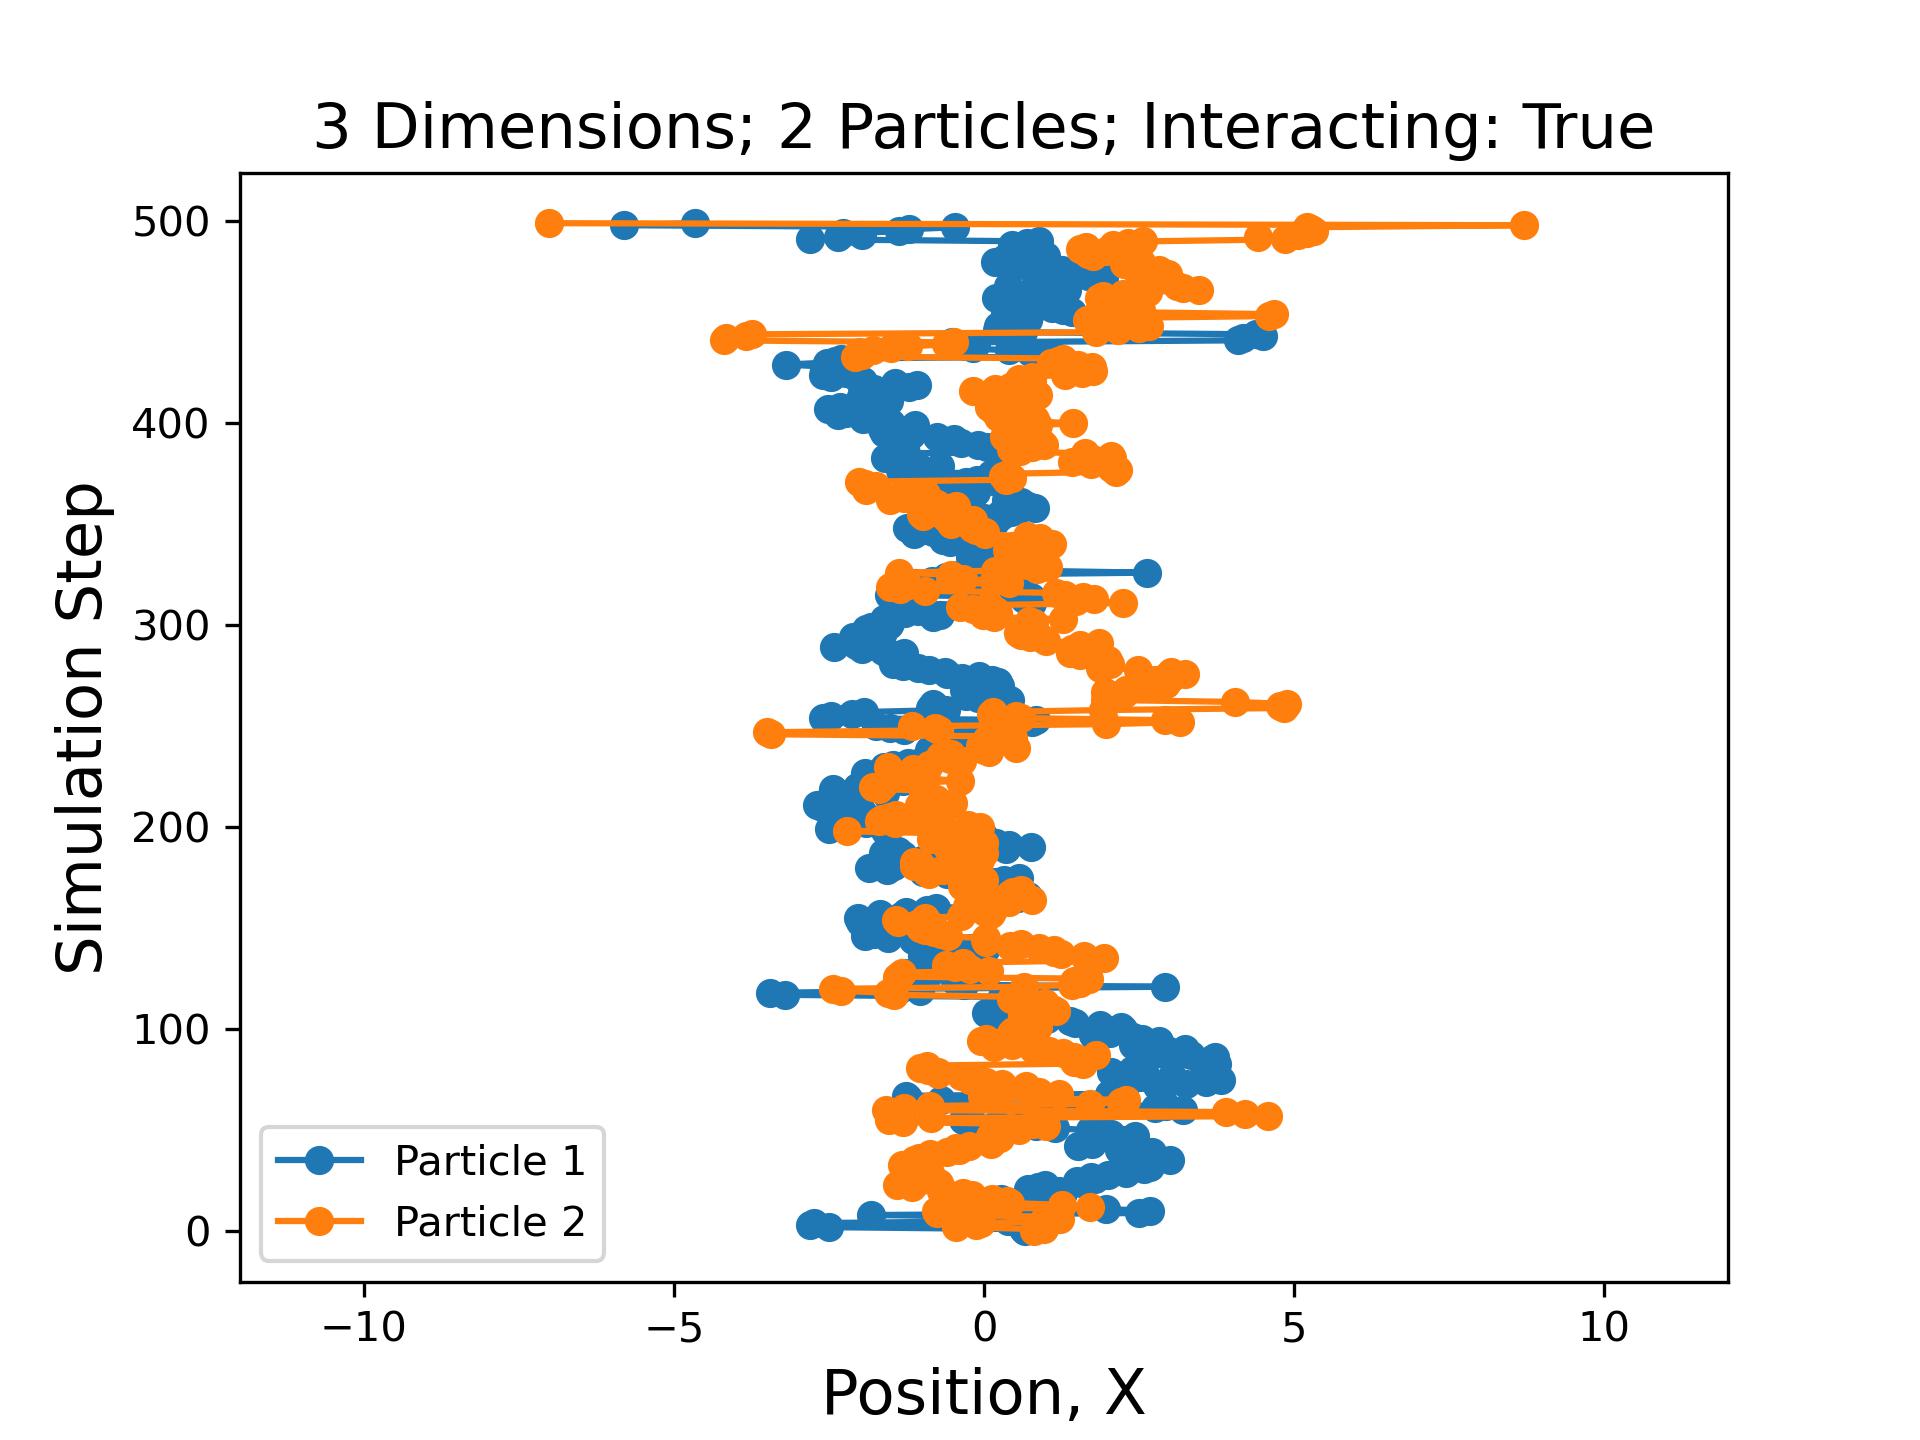 3 Dimensions; 2 Particles; Interacting: True
Simulation Step
500
400
300
200
100
0
Particle 1
Particle 2
−10
−5
0
5
10
Position, X